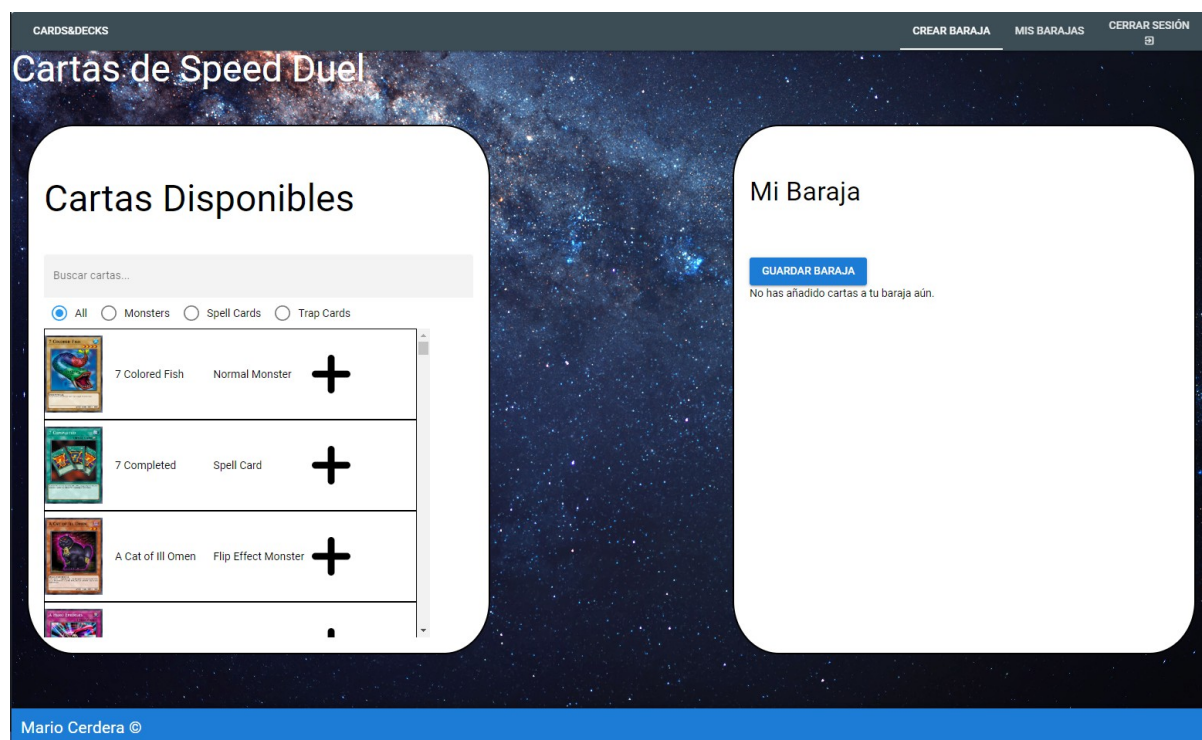 CARDS&DECKS
CREAR BARAJA
MIS BARAJAS
CERRAR SESIÓN
Cartas de Speed Duel
Cartas Disponibles
Buscar cartas...
All
Monsters
Spell Cards
Trap Cards
7 Colored Fish
Normal Monster
7 Completed
Spell Card
A Cat of Ill Omen
Flip Effect Monster
Mi Baraja
GUARDAR BARAJA
No has añadido cartas a tu baraja aún.
Mario Cerdera ©